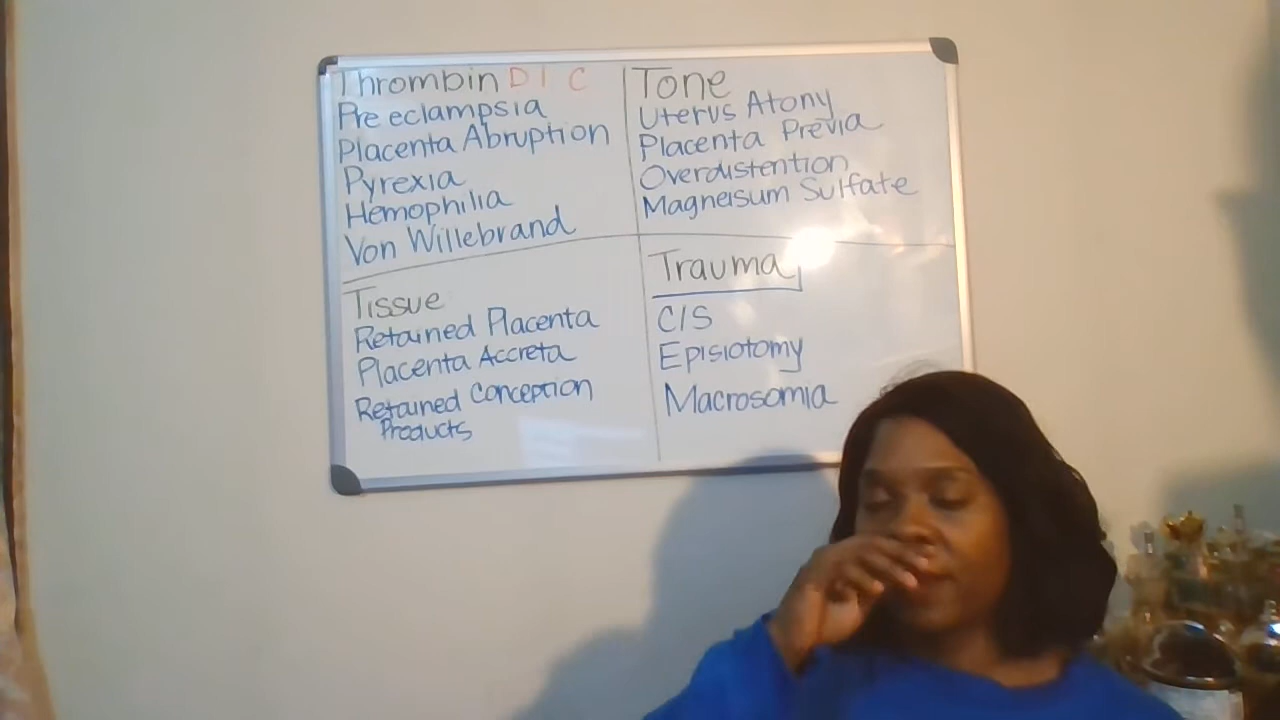 Thrombin DIC
Pre eclampsia
Placenta Abruption
Pyrexia
Hemophilia
Von Willebrand
Tone
Uterus Atony
Placenta Previa
Overdistention
Magneisum Sulfate
Tissue
Retained Placenta
Placenta Accreta
Retained Conception
Products
Trauma
C/S
Episiotomy
Macrosomia